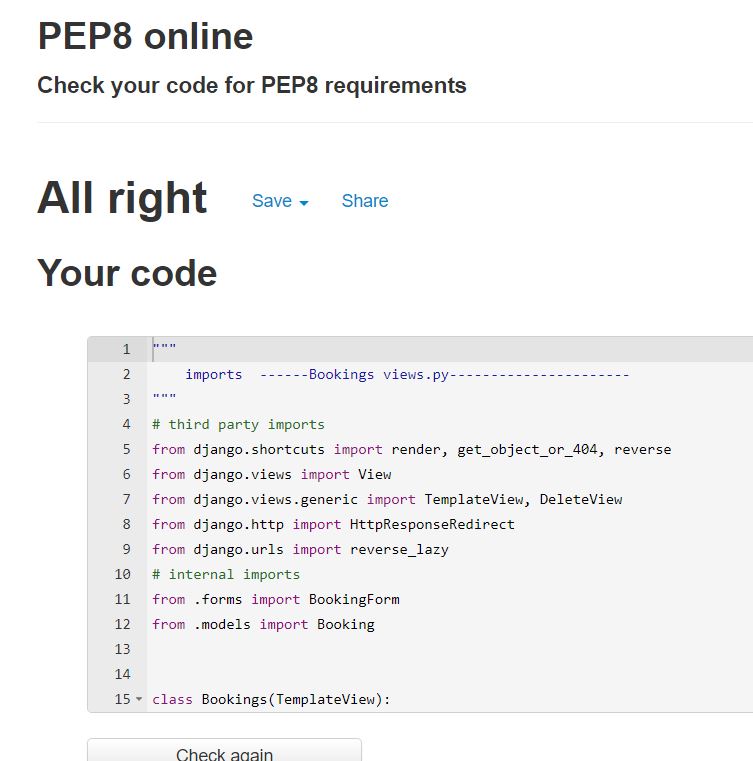 PEP8 online
Check your code for PEP8 requirements
All right Save Share
Your code
1 """
2 imports  ------Bookings views.py----------------------
3 """
4 # third party imports
5 from django.shortcuts import render, get_object_or_404, reverse
6 from django.views import View
7 from django.views.generic import TemplateView, DeleteView
8 from django.http import HttpResponseRedirect
9 from django.urls import reverse_lazy
10 # internal imports
11 from .forms import BookingForm
12 from .models import Booking
13
14
15 class Bookings(TemplateView):
Check again